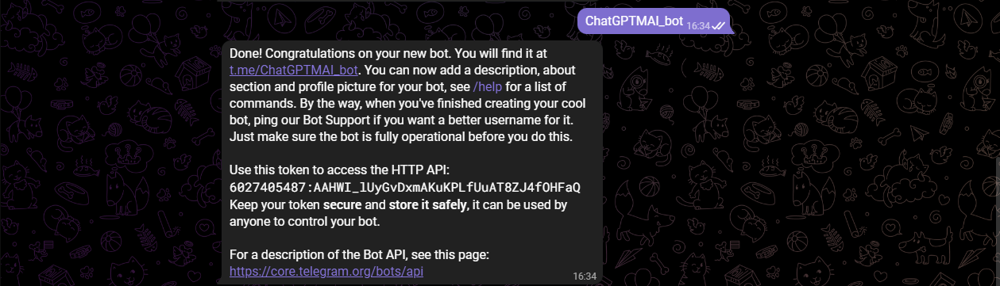 ChatGPTMAI_bot 16:34
Done! Congratulations on your new bot. You will find it at
t.me/ChatGPTMAI_bot. You can now add a description, about
section and profile picture for your bot, see /help for a list of
commands. By the way, when you've finished creating your cool
bot, ping our Bot Support if you want a better username for it.
Just make sure the bot is fully operational before you do this.
Use this token to access the HTTP API:
6027405487:AAHWI_lUyGvDxmAKuKPLfUuAT8ZJ4fOHFaQ
Keep your token secure and store it safely, it can be used by
anyone to control your bot.
For a description of the Bot API, see this page:
https://core.telegram.org/bots/api 16:34